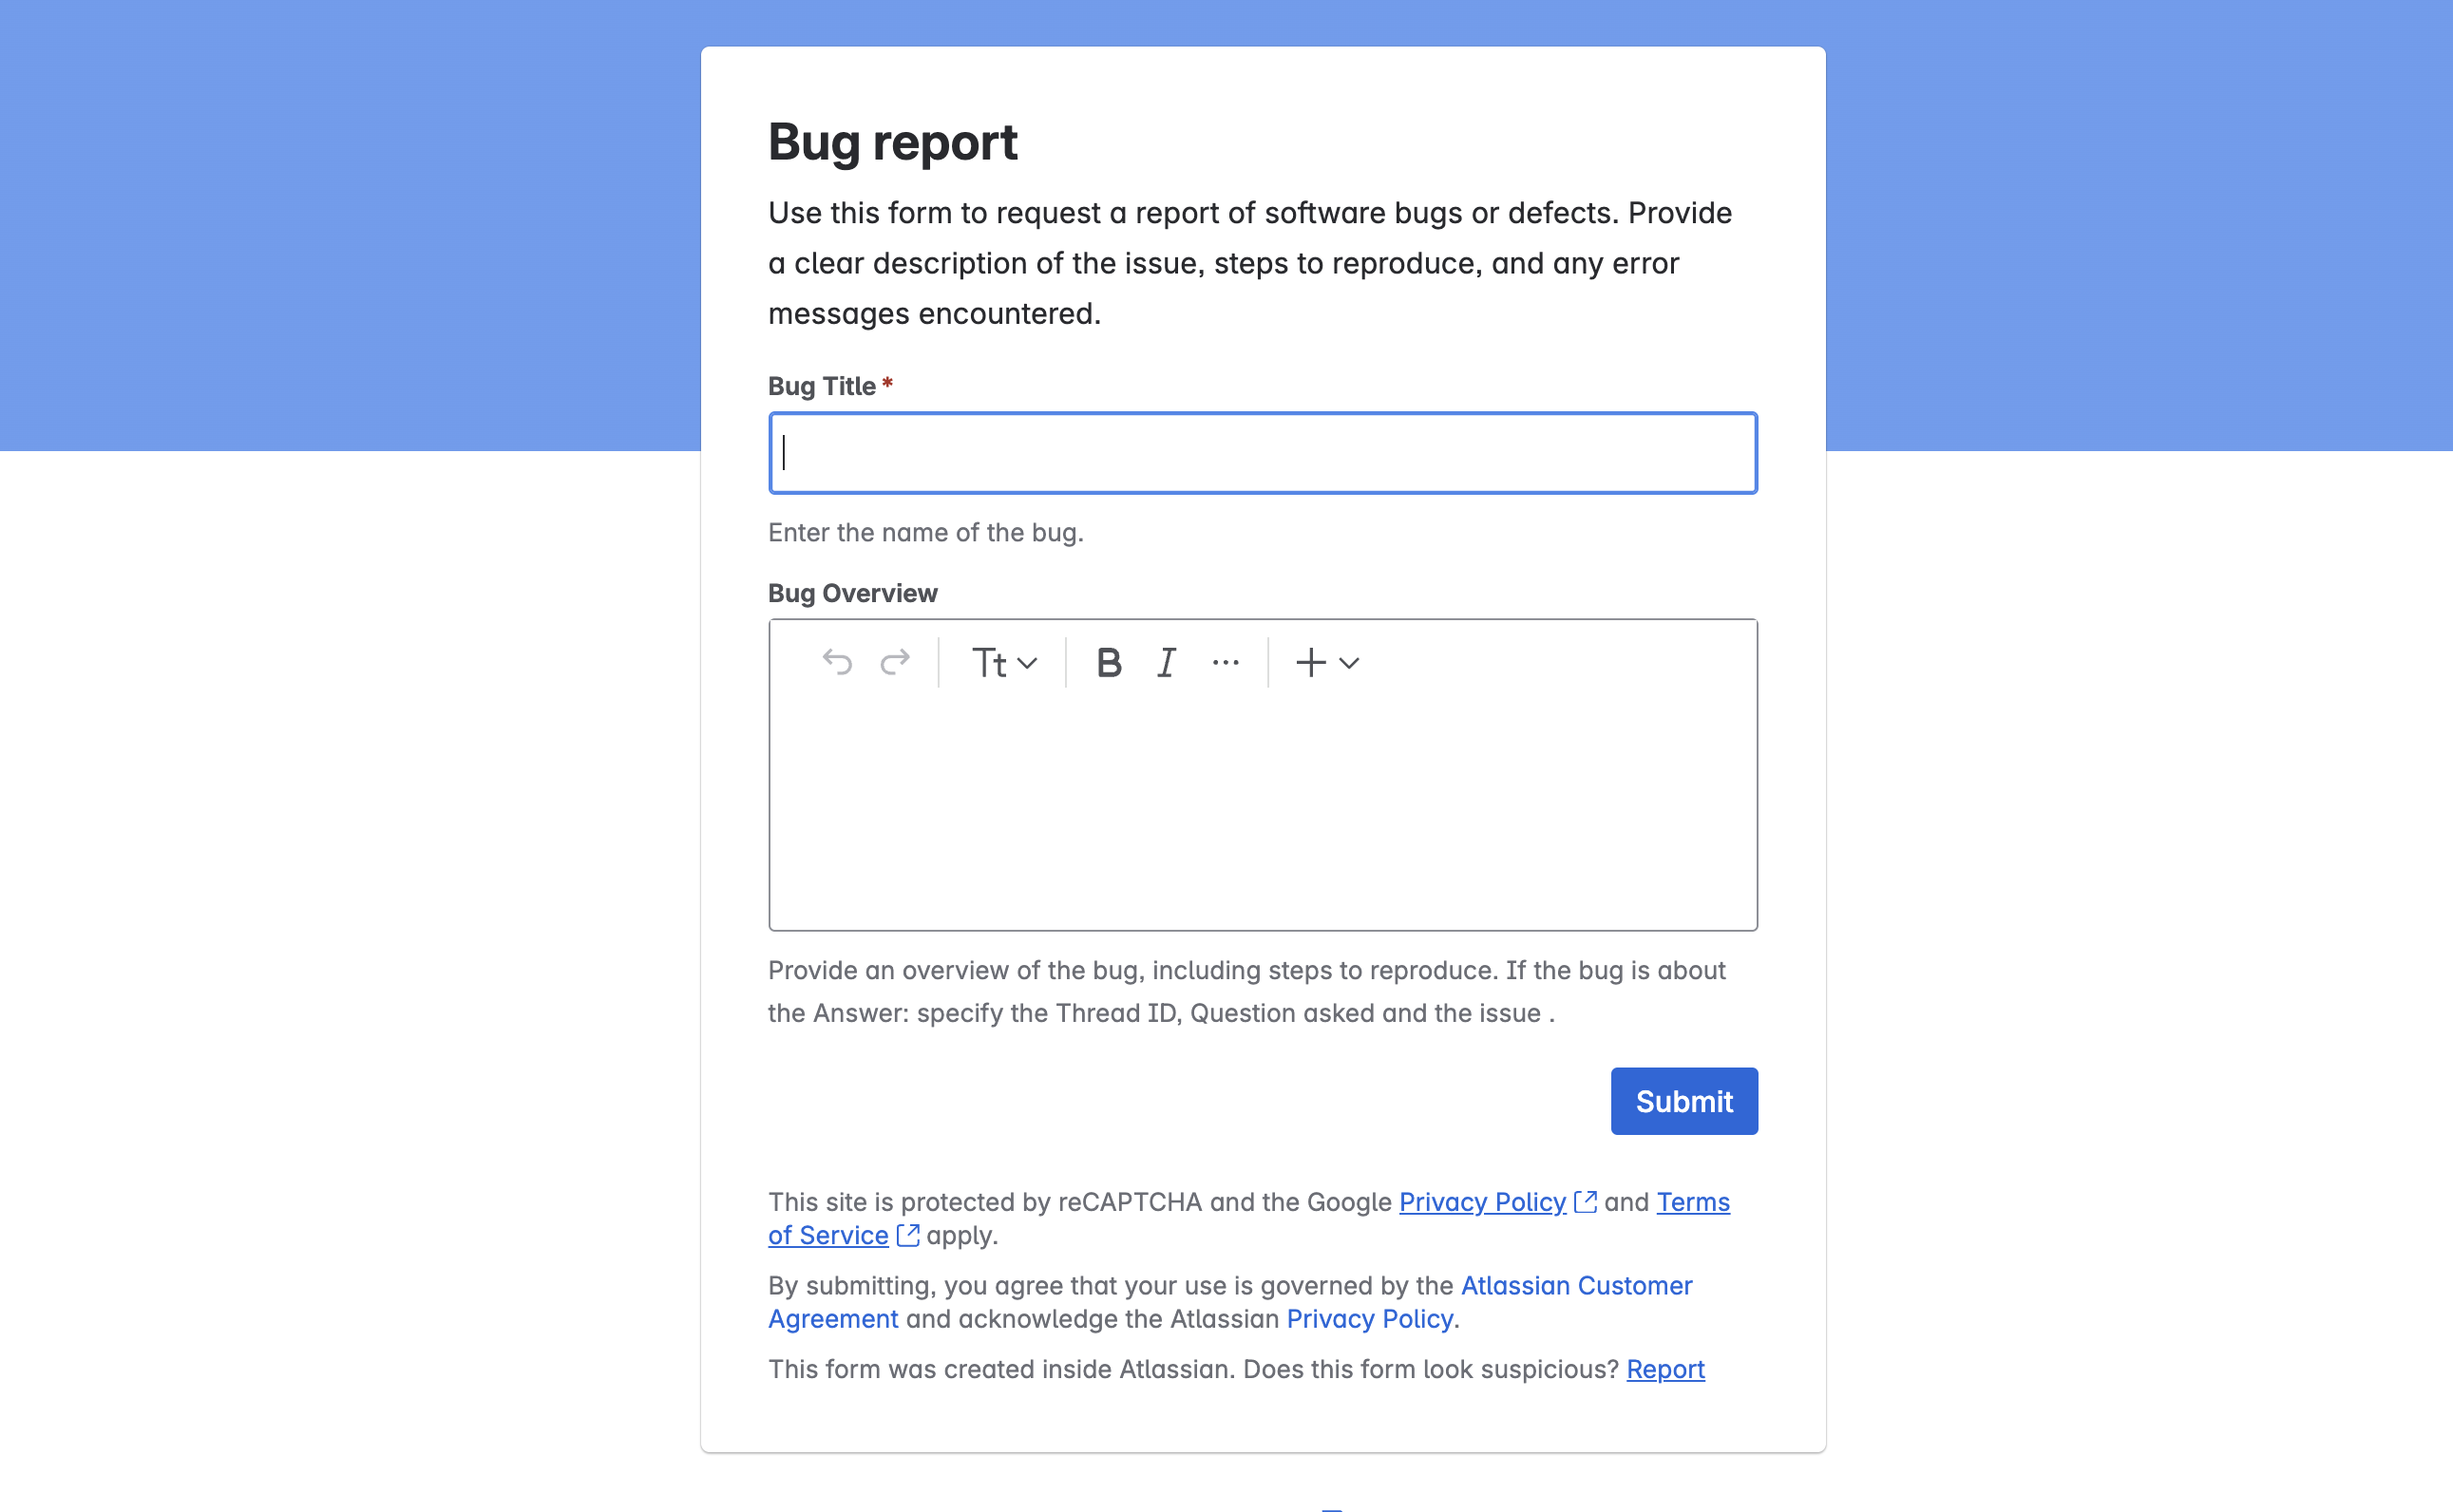 Bug report
Use this form to request a report of software bugs or defects. Provide
a clear description of the issue, steps to reproduce, and any error
messages encountered.
Bug Title *
Enter the name of the bug.
Bug Overview
Tt B I ...
Provide an overview of the bug, including steps to reproduce. If the bug is about
the Answer: specify the Thread ID, Question asked and the issue .
Submit
This site is protected by reCAPTCHA and the Google Privacy Policy and Terms
of Service apply.
By submitting, you agree that your use is governed by the Atlassian Customer
Agreement and acknowledge the Atlassian Privacy Policy.
This form was created inside Atlassian. Does this form look suspicious? Report